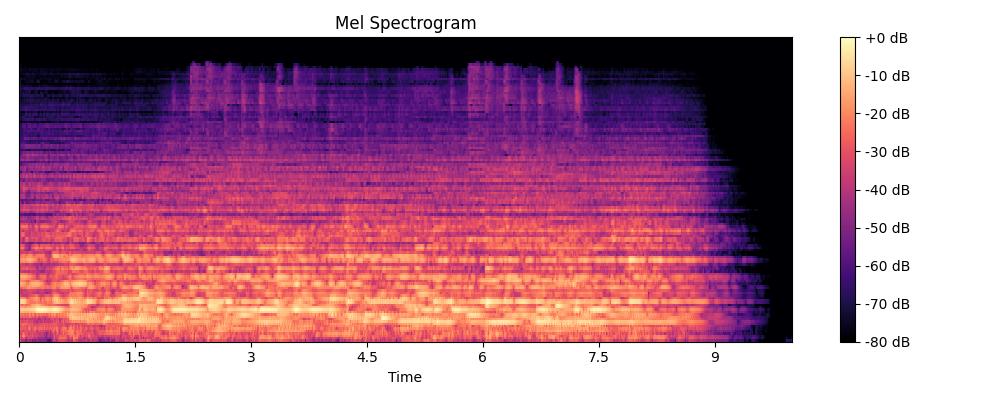 Mel Spectrogram
+0 dB
-10 dB
-20 dB
-30 dB
-40 dB
-50 dB
-60 dB
-70 dB
-80 dB
0 1.5 3 4.5 6 7.5 9
Time